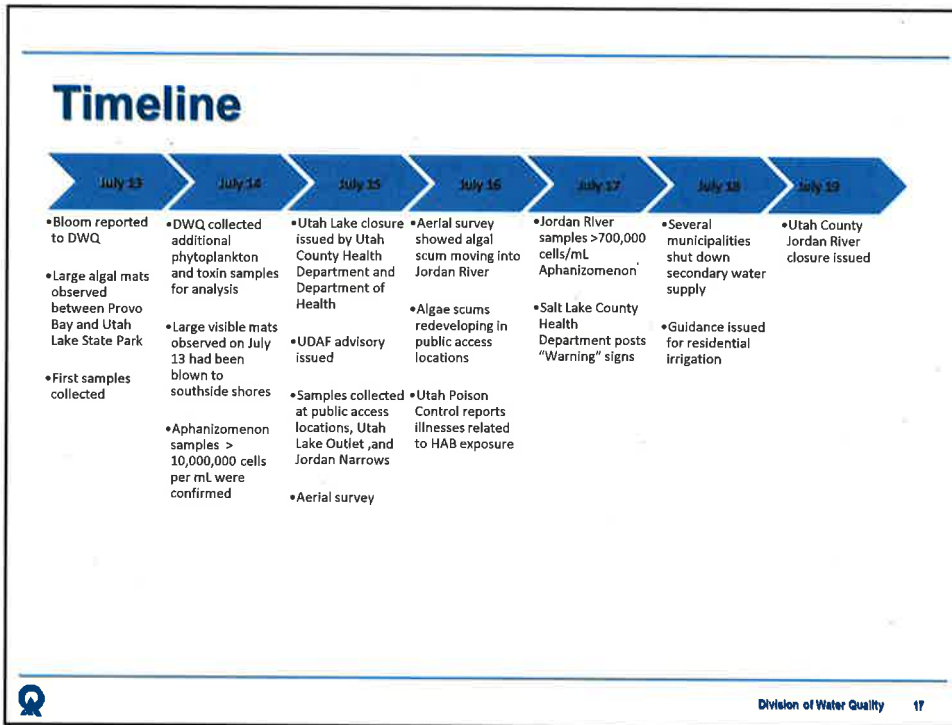 Timeline
July 13
July 14
July 15
July 16
July 17
July 18
July 19
•Bloom reported
to DWQ
•Large algal mats
observed
between Provo
Bay and Utah
Lake State Park
•First samples
collected
•DWQ collected
additional
phytoplankton
and toxin samples
for analysis
•Large visible mats
observed on July
13 had been
blown to
southside shores
•Aphanizomenon
samples >
10,000,000 cells
per mL were
confirmed
•Utah Lake closure
issued by Utah
County Health
Department and
Department of
Health
•UDAF advisory
issued
•Samples collected
at public access
locations, Utah
Lake Outlet ,and
Jordan Narrows
•Aerial survey
•Aerial survey
showed algal
scum moving into
Jordan River
•Algae scums
redeveloping in
public access
locations
•Utah Poison
Control reports
illnesses related
to HAB exposure
•Jordan River
samples >700,000
cells/mL
Aphanizomenon
•Salt Lake County
Health
Department posts
"Warning" signs
•Several
municipalities
shut down
secondary water
supply
•Guidance issued
for residential
irrigation
•Utah County
Jordan River
closure issued
Division of Water Quality 17